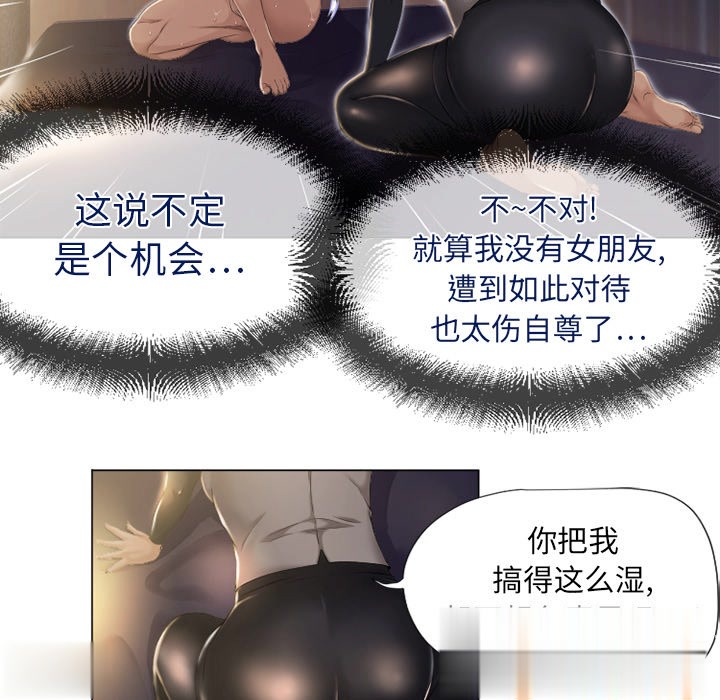 这说不定
是个机会...
不~不对!
就算我没有女朋友,
遭到如此对待
也太伤自尊了...
你把我
搞得这么湿,